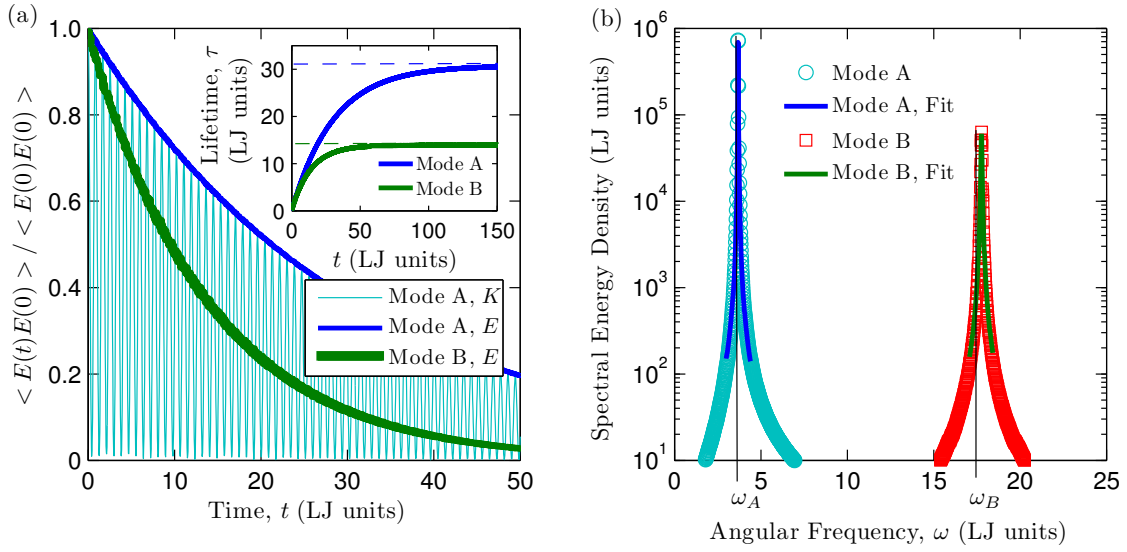 (a)
< E(t)E(0) > / < E(0)E(0) >
1.0
0.8
0.6
0.4
0.2
0
0 10 20 30 40 50
Time, t (LJ units)
Lifetime, τ
(LJ units)
30
20
10
0
0 50 100 150
t (LJ units)
Mode A
Mode B
Mode A, K
Mode A, E
Mode B, E
(b)
Spectral Energy Density (LJ units)
10^6
10^5
10^4
10^3
10^2
10^1
0 5 10 15 20 25
ω_A ω_B
Angular Frequency, ω (LJ units)
Mode A
Mode A, Fit
Mode B
Mode B, Fit